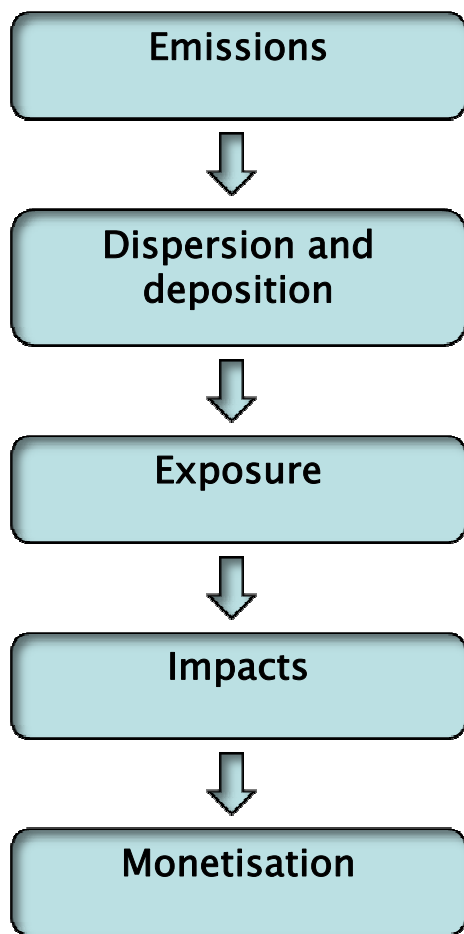 Emissions
Dispersion and
deposition
Exposure
Impacts
Monetisation